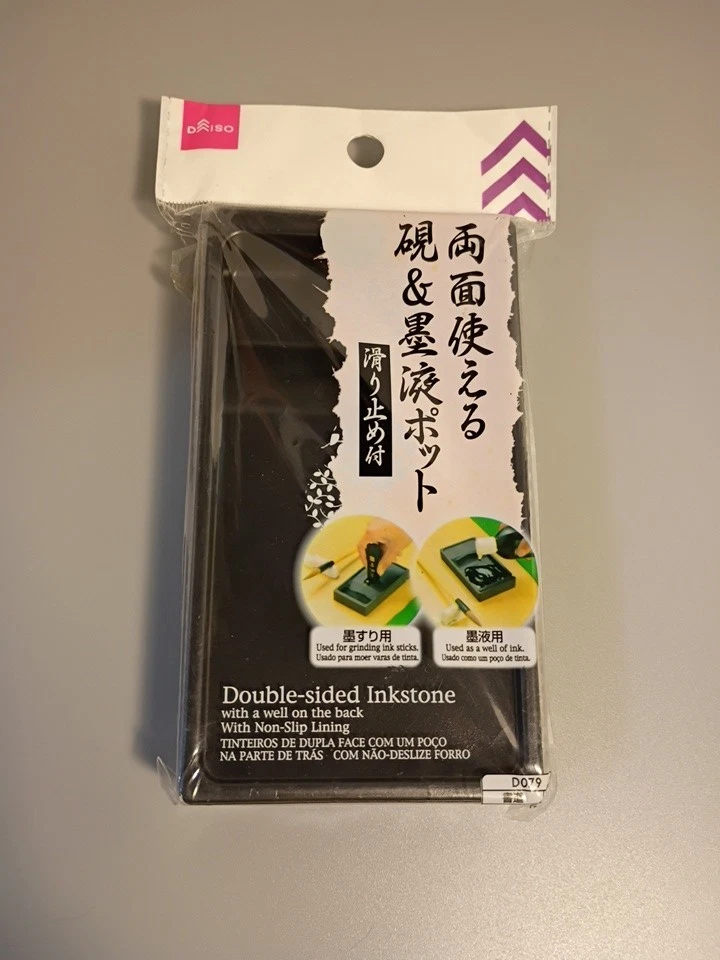 DAISO
両面使える
硯&墨液ポット
滑り止め付
墨すり用
Used for grinding ink sticks.
Usado para moer varas de tinta.
墨液用
Used as a well of ink.
Usado como um poço de tinta.
Double-sided Inkstone
with a well on the back
With Non-Slip Lining
TINTEIROS DE DUPLA FACE COM UM POÇO
NA PARTE DE TRÁS COM NÃO-DESLIZE FORRO
D079